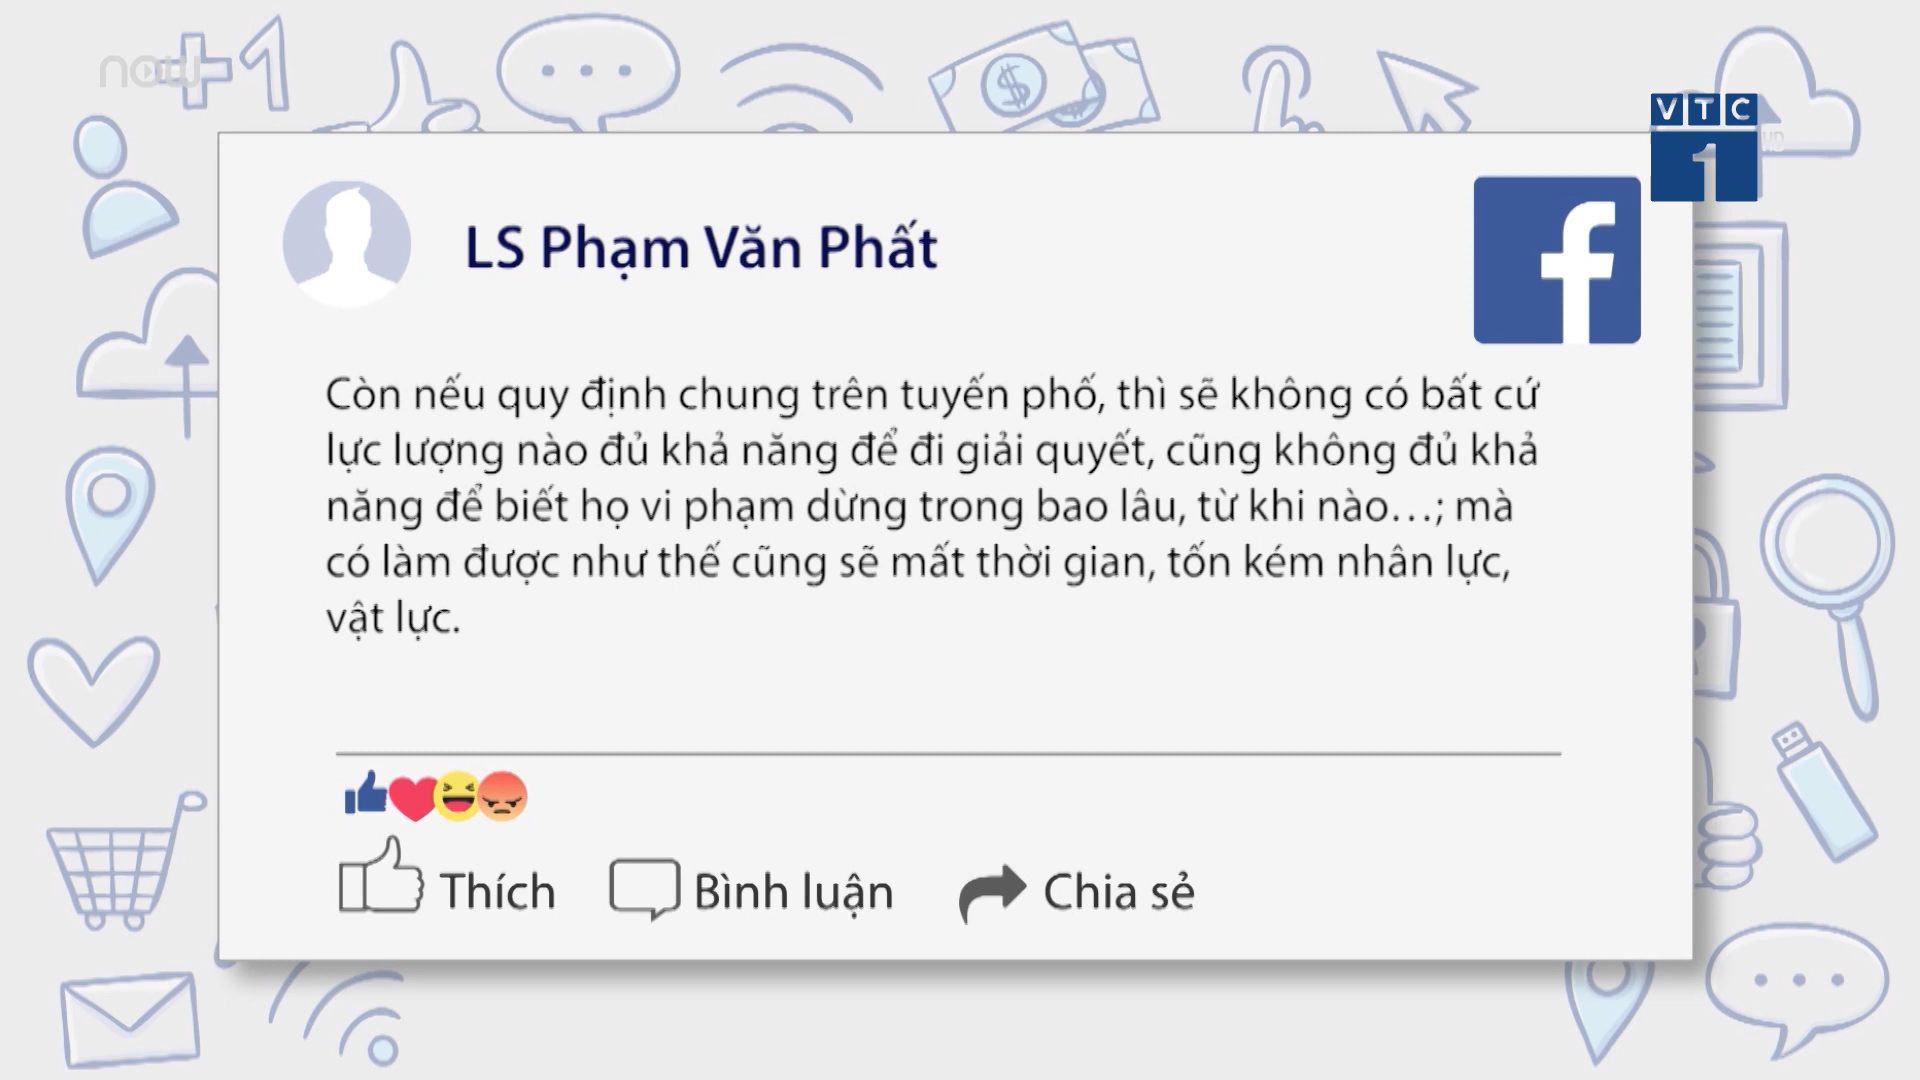 now
+1
VTC
1
HD
LS Phạm Văn Phất
f
Còn nếu quy định chung trên tuyến phố, thì sẽ không có bất cứ
lực lượng nào đủ khả năng để đi giải quyết, cũng không đủ khả
năng để biết họ vi phạm dừng trong bao lâu, từ khi nào...; mà
có làm được như thế cũng sẽ mất thời gian, tốn kém nhân lực,
vật lực.
Thích
Bình luận
Chia sẻ